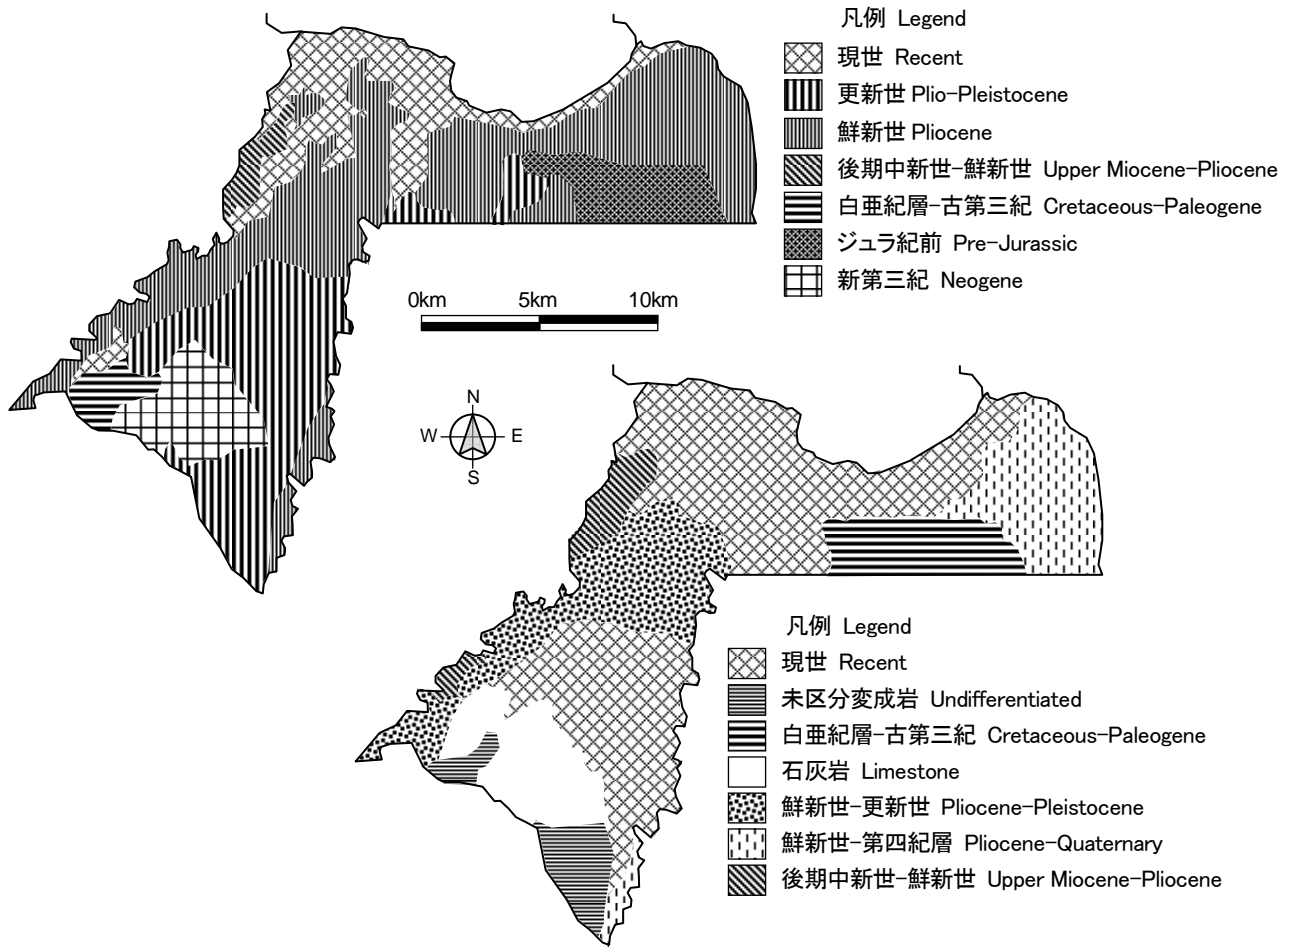 凡例 Legend
現世 Recent
更新世 Plio-Pleistocene
鮮新世 Pliocene
後期中新世-鮮新世 Upper Miocene-Pliocene
白亜紀層-古第三紀 Cretaceous-Paleogene
ジュラ紀前 Pre-Jurassic
新第三紀 Neogene
0km 5km 10km
N
W E
S
凡例 Legend
現世 Recent
未区分変成岩 Undifferentiated
白亜紀層-古第三紀 Cretaceous-Paleogene
石灰岩 Limestone
鮮新世-更新世 Pliocene-Pleistocene
鮮新世-第四紀層 Pliocene-Quaternary
後期中新世-鮮新世 Upper Miocene-Pliocene